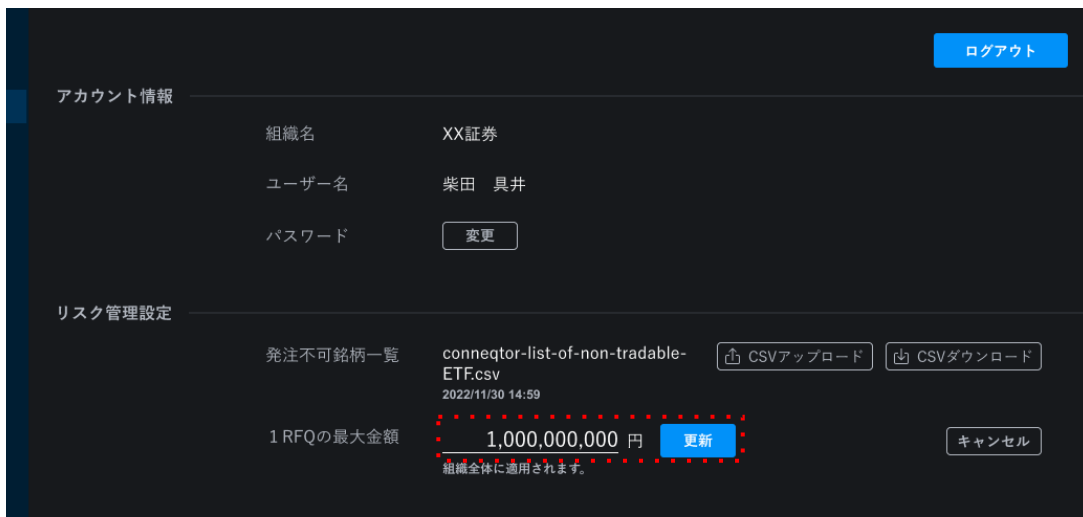 ログアウト
アカウント情報
組織名 XX証券
ユーザー名 柴田　具井
パスワード 変更
リスク管理設定
発注不可銘柄一覧 conneqtor-list-of-non-tradable-ETF.csv CSVアップロード CSVダウンロード
2022/11/30 14:59
1 RFQの最大金額 1,000,000,000 円 更新 キャンセル
組織全体に適用されます。